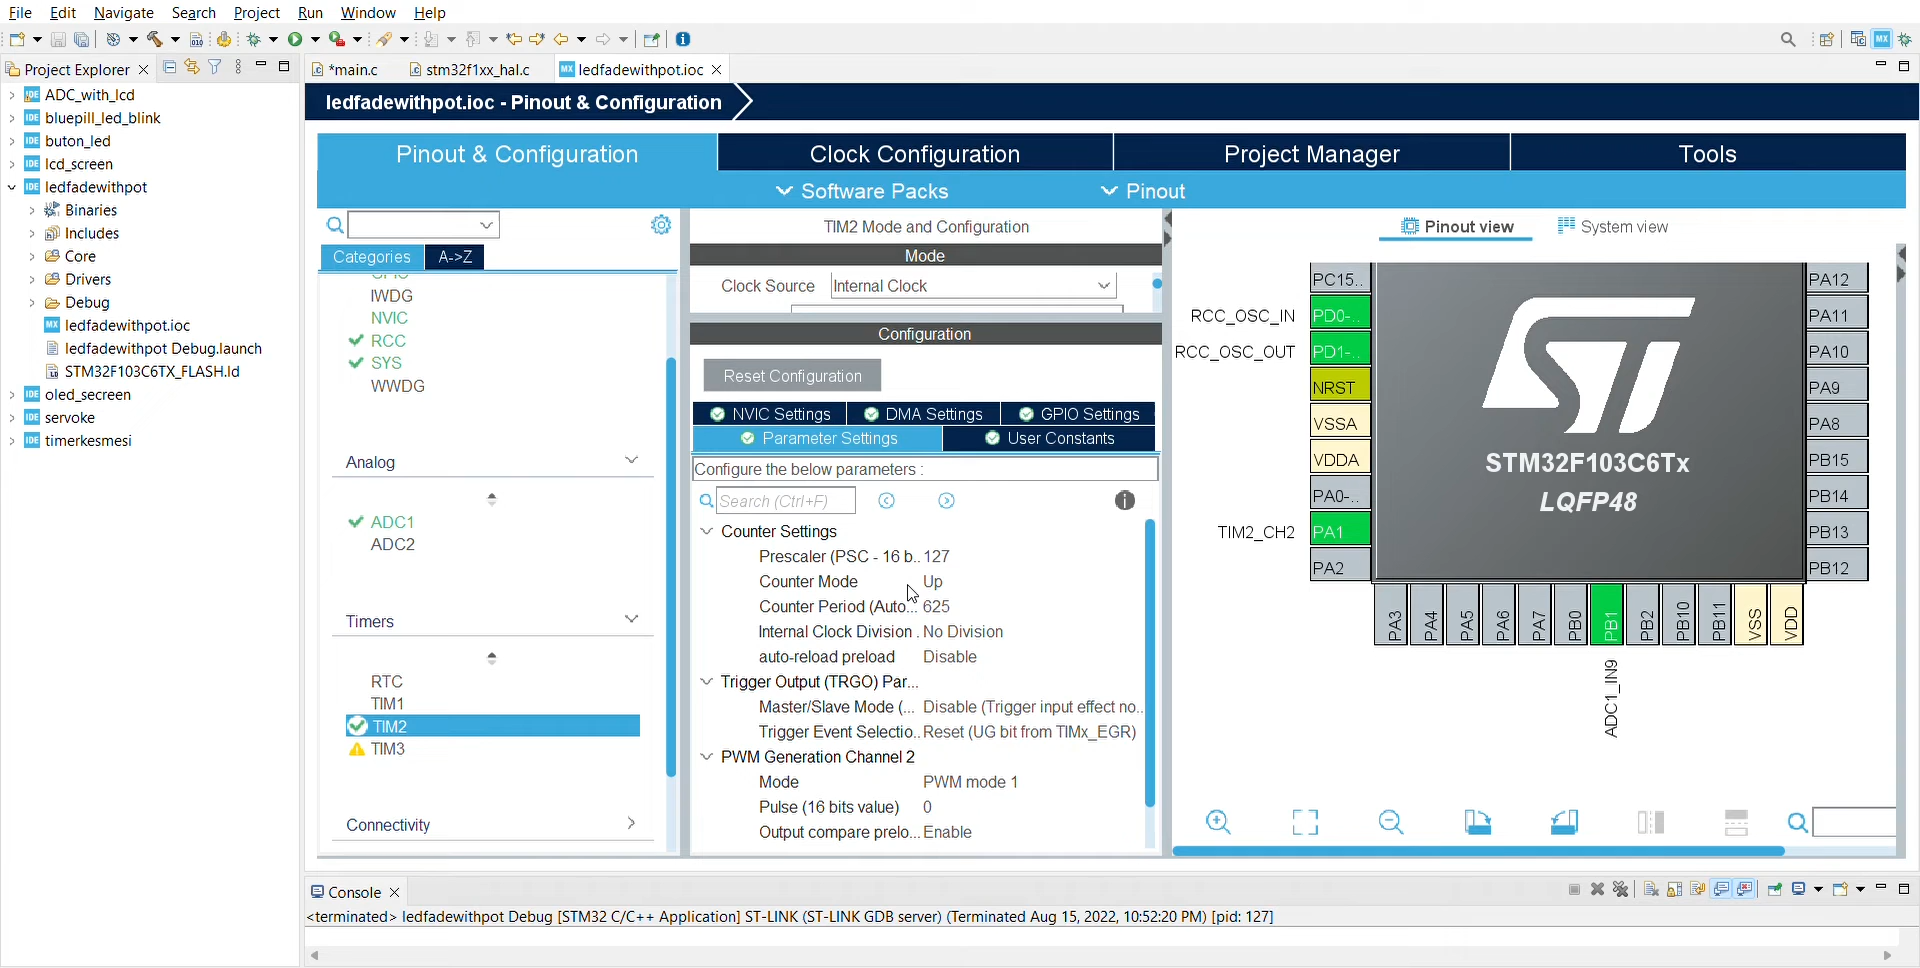 File Edit Navigate Search Project Run Window Help
Project Explorer
ADC_with_lcd
bluepill_led_blink
buton_led
lcd_screen
ledfadewithpot
Binaries
Includes
Core
Drivers
Debug
ledfadewithpot.ioc
ledfadewithpot Debug.launch
STM32F103C6TX_FLASH.ld
oled_secreen
servoke
timerkesmesi
*main.c
stm32f1xx_hal.c
ledfadewithpot.ioc
ledfadewithpot.ioc - Pinout & Configuration
Pinout & Configuration
Clock Configuration
Project Manager
Tools
Software Packs
Pinout
Categories
A->Z
IWDG
NVIC
RCC
SYS
WWDG
Analog
ADC1
ADC2
Timers
RTC
TIM1
TIM2
TIM3
Connectivity
TIM2 Mode and Configuration
Mode
Clock Source Internal Clock
Configuration
Reset Configuration
NVIC Settings
DMA Settings
GPIO Settings
Parameter Settings
User Constants
Configure the below parameters :
Search (Ctrl+F)
Counter Settings
Prescaler (PSC - 16 b.. 127
Counter Mode Up
Counter Period (Auto... 625
Internal Clock Division . No Division
auto-reload preload Disable
Trigger Output (TRGO) Par...
Master/Slave Mode (... Disable (Trigger input effect no..
Trigger Event Selectio.. Reset (UG bit from TIMx_EGR)
PWM Generation Channel 2
Mode PWM mode 1
Pulse (16 bits value) 0
Output compare prelo... Enable
Pinout view
System view
PC15..
RCC_OSC_IN PD0-..
RCC_OSC_OUT PD1-..
NRST
VSSA
VDDA
PA0-..
TIM2_CH2 PA1
PA2
STM32F103C6Tx
LQFP48
PA12
PA11
PA10
PA9
PA8
PB15
PB14
PB13
PB12
PA3
PA4
PA5
PA6
PA7
PB0
PB1
PB2
PB10
PB11
VSS
VDD
ADC1_IN9
Console
<terminated> ledfadewithpot Debug [STM32 C/C++ Application] ST-LINK (ST-LINK GDB server) (Terminated Aug 15, 2022, 10:52:20 PM) [pid: 127]